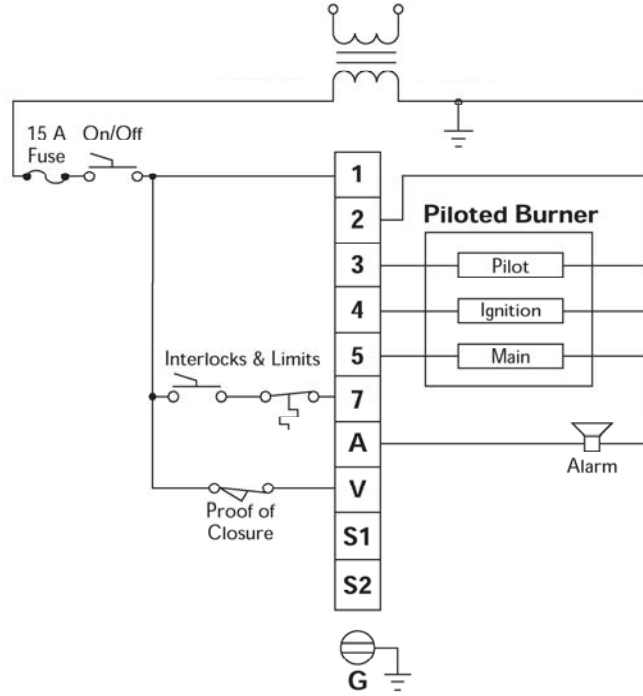 15 A On/Off
Fuse
1
2
Piloted Burner
3
Pilot
4
Ignition
5
Main
Interlocks & Limits
7
A
Alarm
V
Proof of
Closure
S1
S2
G